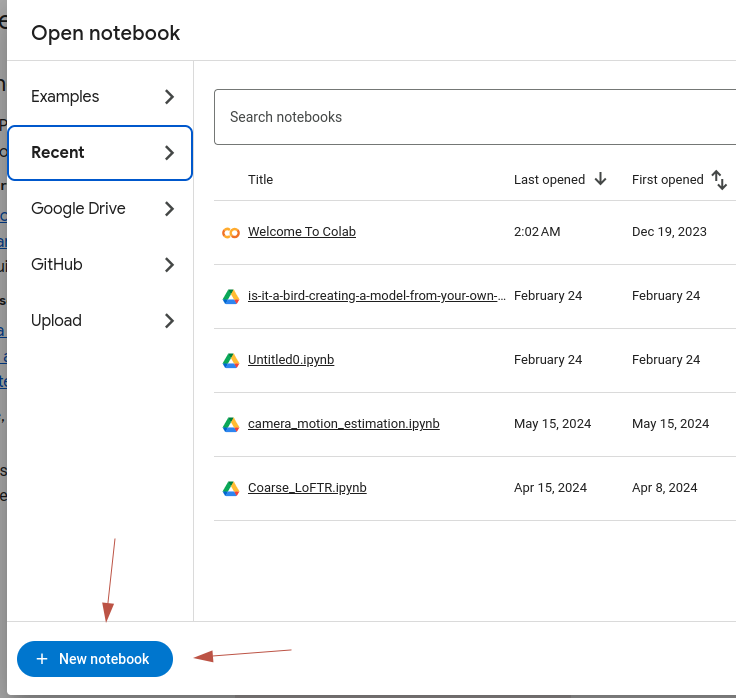 Open notebook
Examples
Recent
Google Drive
GitHub
Upload
Search notebooks
Title Last opened First opened
Welcome To Colab 2:02 AM Dec 19, 2023
is-it-a-bird-creating-a-model-from-your-own-... February 24 February 24
Untitled0.ipynb February 24 February 24
camera_motion_estimation.ipynb May 15, 2024 May 15, 2024
Coarse_LoFTR.ipynb Apr 15, 2024 Apr 8, 2024
+ New notebook